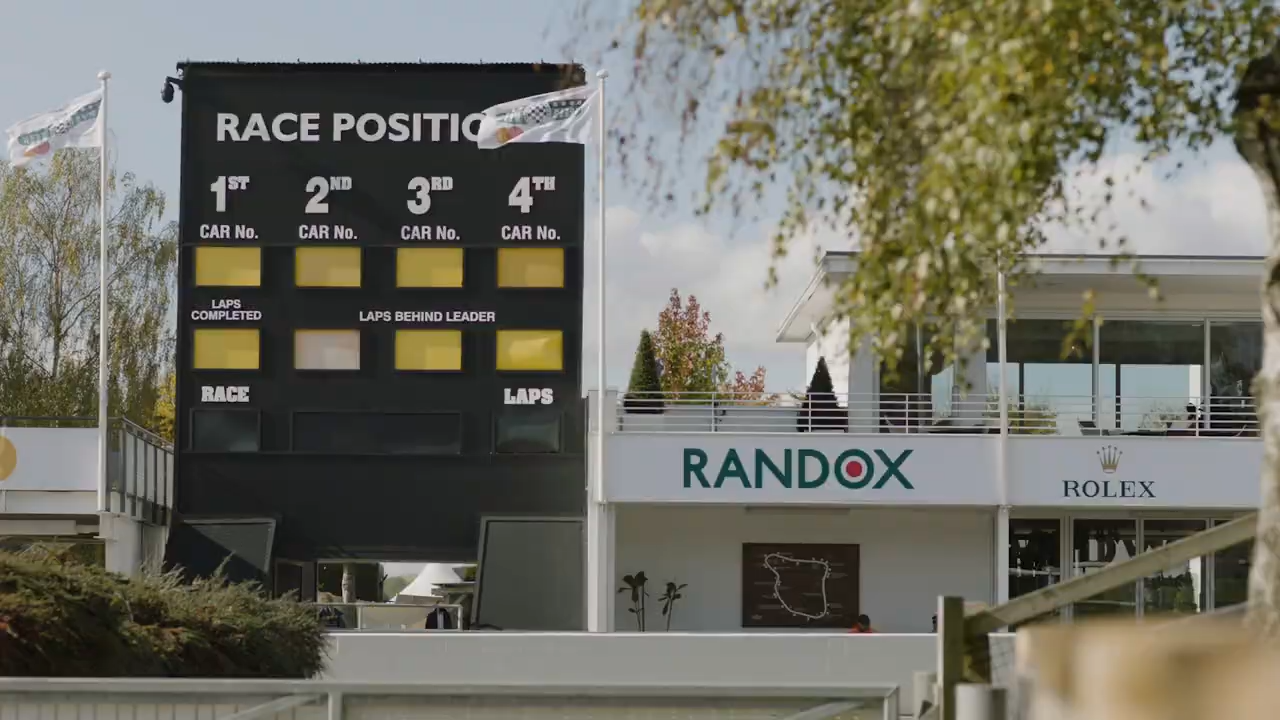 RACE POSITIO
1ST 2ND 3RD 4TH
CAR No. CAR No. CAR No. CAR No.
LAPS COMPLETED
LAPS BEHIND LEADER
RACE LAPS
RANDOX
ROLEX